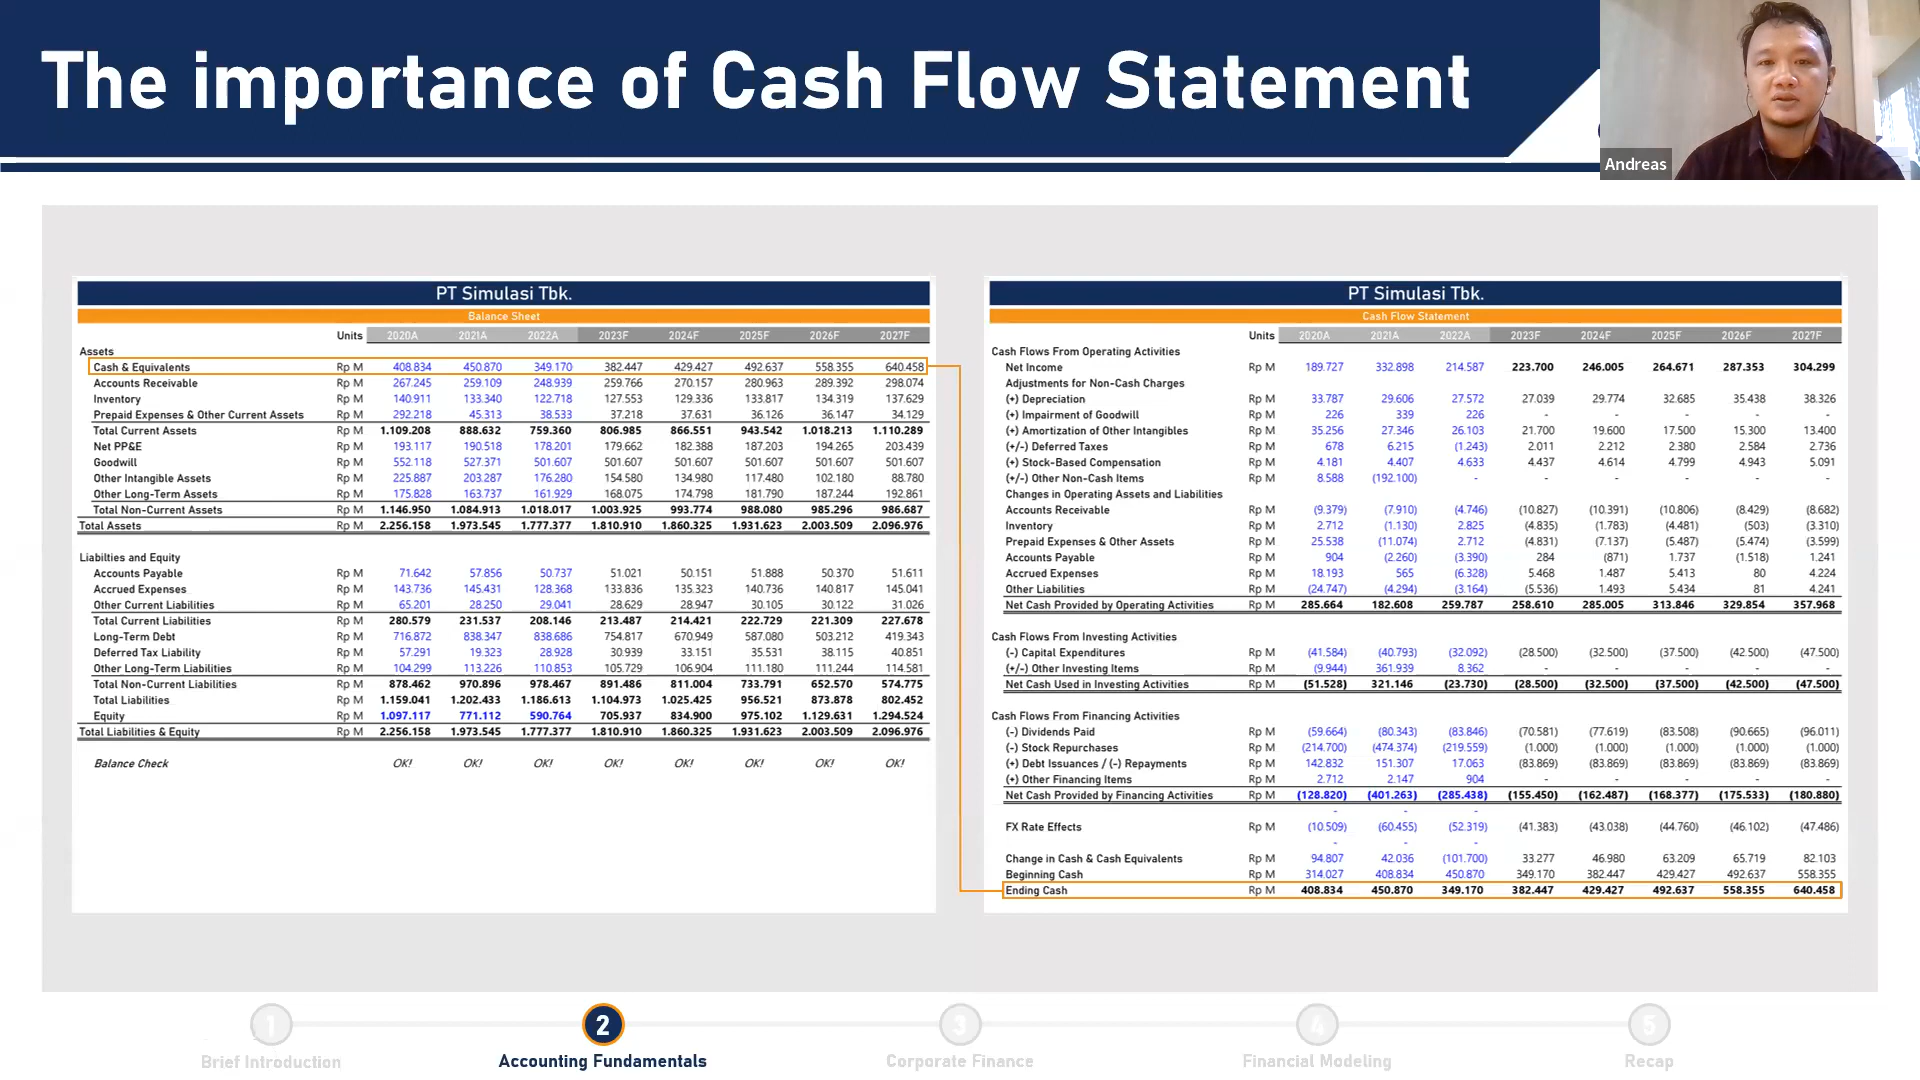 The importance of Cash Flow Statement
Andreas
PT Simulasi Tbk.
Balance Sheet
Units 2020A 2021A 2022A 2023F 2024F 2025F 2026F 2027F
Assets
Cash & Equivalents Rp M 408.834 450.870 349.170 382.447 429.427 492.637 558.355 640.458
Accounts Receivable Rp M 267.245 259.109 248.939 259.766 270.157 280.963 289.392 298.074
Inventory Rp M 140.911 133.340 122.718 127.553 129.336 133.817 134.319 137.629
Prepaid Expenses & Other Current Assets Rp M 292.218 45.313 38.533 37.218 37.631 36.126 36.147 34.129
Total Current Assets Rp M 1.109.208 888.632 759.360 806.985 866.551 943.542 1.018.213 1.110.289
Net PP&E Rp M 193.117 190.518 178.201 179.662 182.388 187.203 194.265 203.439
Goodwill Rp M 552.118 527.371 501.607 501.607 501.607 501.607 501.607 501.607
Other Intangible Assets Rp M 225.887 203.287 176.280 154.580 134.980 117.480 102.180 88.780
Other Long-Term Assets Rp M 175.828 163.737 161.929 168.075 174.798 181.790 187.244 192.861
Total Non-Current Assets Rp M 1.146.950 1.084.913 1.018.017 1.003.925 993.774 988.080 985.296 986.687
Total Assets Rp M 2.256.158 1.973.545 1.777.377 1.810.910 1.860.325 1.931.623 2.003.509 2.096.976
Liabilties and Equity
Accounts Payable Rp M 71.642 57.856 50.737 51.021 50.151 51.888 50.370 51.611
Accrued Expenses Rp M 143.736 145.431 128.368 133.836 135.323 140.736 140.817 145.041
Other Current Liabilities Rp M 65.201 28.250 29.041 28.629 28.947 30.105 30.122 31.026
Total Current Liabilities Rp M 280.579 231.537 208.146 213.487 214.421 222.729 221.309 227.678
Long-Term Debt Rp M 716.872 838.347 838.686 754.817 670.949 587.080 503.212 419.343
Deferred Tax Liability Rp M 57.291 19.323 28.928 30.939 33.151 35.531 38.115 40.851
Other Long-Term Liabilities Rp M 104.299 113.226 110.853 105.729 106.904 111.180 111.244 114.581
Total Non-Current Liabilities Rp M 878.462 970.896 978.467 891.486 811.004 733.791 652.570 574.775
Total Liabilities Rp M 1.159.041 1.202.433 1.186.613 1.104.973 1.025.425 956.521 873.878 802.452
Equity Rp M 1.097.117 771.112 590.764 705.937 834.900 975.102 1.129.631 1.294.524
Total Liabilities & Equity Rp M 2.256.158 1.973.545 1.777.377 1.810.910 1.860.325 1.931.623 2.003.509 2.096.976
Balance Check OK! OK! OK! OK! OK! OK! OK! OK!
PT Simulasi Tbk.
Cash Flow Statement
Units 2020A 2021A 2022A 2023F 2024F 2025F 2026F 2027F
Cash Flows From Operating Activities
Net Income Rp M 189.727 332.898 214.587 223.700 246.005 264.671 287.353 304.299
Adjustments for Non-Cash Charges
(+) Depreciation Rp M 33.787 29.606 27.572 27.039 29.774 32.685 35.438 38.326
(+) Impairment of Goodwill Rp M 226 339 226 - - - - -
(+) Amortization of Other Intangibles Rp M 35.256 27.346 26.103 21.700 19.600 17.500 15.300 13.400
(+/-) Deferred Taxes Rp M 678 6.215 (1.243) 2.011 2.212 2.380 2.584 2.736
(+) Stock-Based Compensation Rp M 4.181 4.407 4.633 4.437 4.614 4.799 4.943 5.091
(+/-) Other Non-Cash Items Rp M 8.588 (192.100) - - - - - -
Changes in Operating Assets and Liabilities
Accounts Receivable Rp M (9.379) (7.910) (4.746) (10.827) (10.391) (10.806) (8.429) (8.682)
Inventory Rp M 2.712 (1.130) 2.825 (4.835) (1.783) (4.481) (503) (3.310)
Prepaid Expenses & Other Assets Rp M 25.538 (11.074) 2.712 (4.831) (7.137) (5.487) (5.474) (3.599)
Accounts Payable Rp M 904 (2.260) (3.390) 284 (871) 1.737 (1.518) 1.241
Accrued Expenses Rp M 18.193 565 (6.328) 5.468 1.487 5.413 80 4.224
Other Liabilities Rp M (24.747) (4.294) (3.164) (5.536) 1.493 5.434 81 4.241
Net Cash Provided by Operating Activities Rp M 285.664 182.608 259.787 258.610 285.005 313.846 329.854 357.968
Cash Flows From Investing Activities
(-) Capital Expenditures Rp M (41.584) (40.793) (32.092) (28.500) (32.500) (37.500) (42.500) (47.500)
(+/-) Other Investing Items Rp M (9.944) 361.939 8.362 - - - - -
Net Cash Used in Investing Activities Rp M (51.528) 321.146 (23.730) (28.500) (32.500) (37.500) (42.500) (47.500)
Cash Flows From Financing Activities
(-) Dividends Paid Rp M (59.664) (80.343) (83.846) (70.581) (77.619) (83.508) (90.665) (96.011)
(-) Stock Repurchases Rp M (214.700) (474.374) (219.559) (1.000) (1.000) (1.000) (1.000) (1.000)
(+) Debt Issuances / (-) Repayments Rp M 142.832 151.307 17.063 (83.869) (83.869) (83.869) (83.869) (83.869)
(+) Other Financing Items Rp M 2.712 2.147 904 - - - - -
Net Cash Provided by Financing Activities Rp M (128.820) (401.263) (285.438) (155.450) (162.487) (168.377) (175.533) (180.880)
- - -
FX Rate Effects Rp M (10.509) (60.455) (52.319) (41.383) (43.038) (44.760) (46.102) (47.486)
- - -
Change in Cash & Cash Equivalents Rp M 94.807 42.036 (101.700) 33.277 46.980 63.209 65.719 82.103
Beginning Cash Rp M 314.027 408.834 450.870 349.170 382.447 429.427 492.637 558.355
Ending Cash Rp M 408.834 450.870 349.170 382.447 429.427 492.637 558.355 640.458
1 2 3 4 5
Brief Introduction Accounting Fundamentals Corporate Finance Financial Modeling Recap